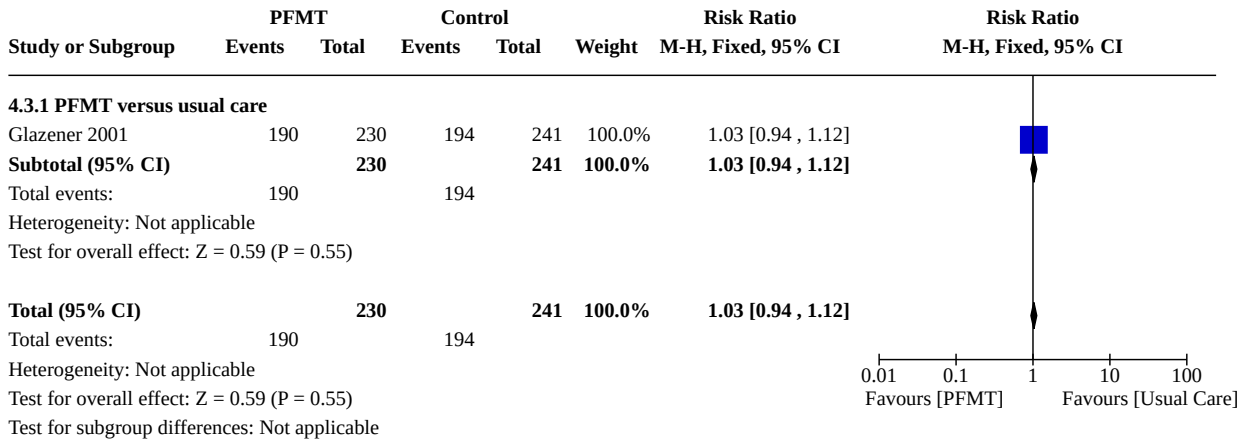 PFMT Control Risk Ratio Risk Ratio
Study or Subgroup Events Total Events Total Weight M-H, Fixed, 95% CI M-H, Fixed, 95% CI
4.3.1 PFMT versus usual care
Glazener 2001 190 230 194 241 100.0% 1.03 [0.94 , 1.12]
Subtotal (95% CI) 230 241 100.0% 1.03 [0.94 , 1.12]
Total events: 190 194
Heterogeneity: Not applicable
Test for overall effect: Z = 0.59 (P = 0.55)
Total (95% CI) 230 241 100.0% 1.03 [0.94 , 1.12]
Total events: 190 194
Heterogeneity: Not applicable 0.01 0.1 1 10 100
Test for overall effect: Z = 0.59 (P = 0.55) Favours [PFMT] Favours [Usual Care]
Test for subgroup differences: Not applicable